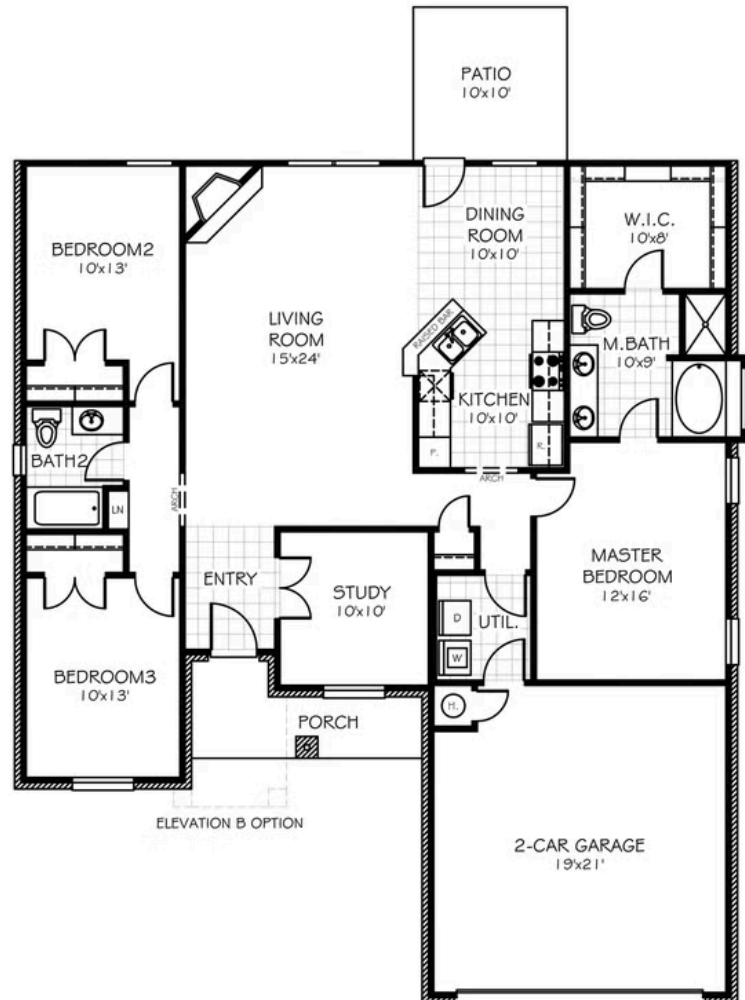 PATIO
10'x10'
BEDROOM2
10'x13'
DINING
ROOM
10'x10'
W.I.C.
10'x8'
LIVING
ROOM
15'x24'
RAISED BAR
M.BATH
10'x9'
KITCHEN
10'x10'
P.
R.
BATH2
LN
ARCH
ARCH
ENTRY
STUDY
10'x10'
D
UTIL.
W
MASTER
BEDROOM
12'x16'
BEDROOM3
10'x13'
H.
PORCH
ELEVATION B OPTION
2-CAR GARAGE
19'x21'